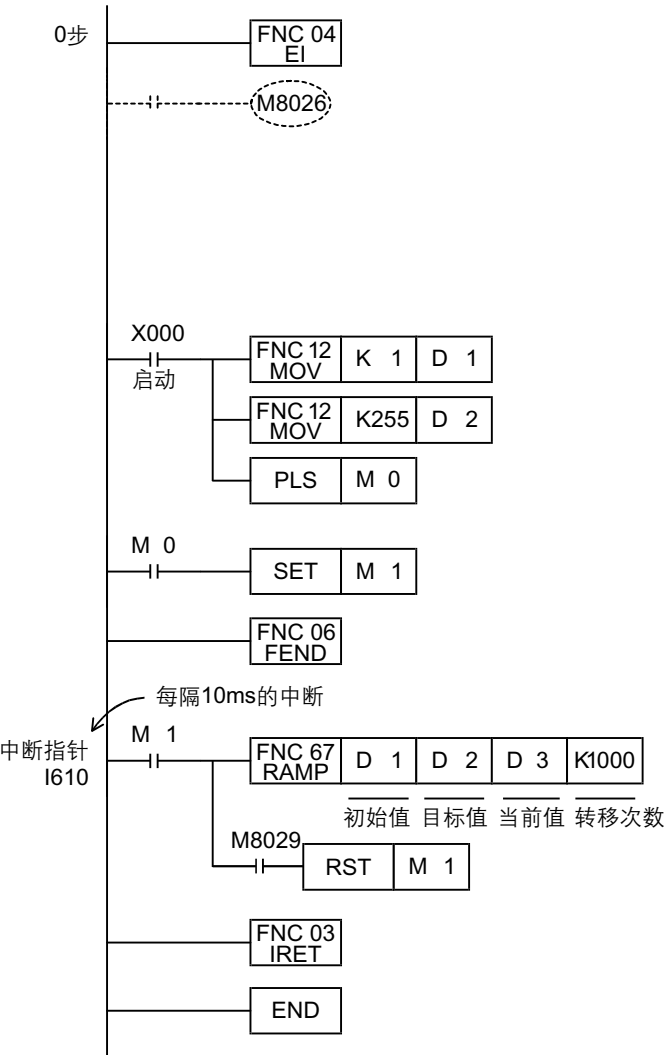 0步
FNC 04
EI
M8026
X000
启动
FNC 12
MOV
K 1
D 1
FNC 12
MOV
K255
D 2
PLS
M 0
M 0
SET
M 1
FNC 06
FEND
每隔10ms的中断
中断指针
I610
M 1
FNC 67
RAMP
D 1
D 2
D 3
K1000
初始值 目标值 当前值 转移次数
M8029
RST
M 1
FNC 03
IRET
END